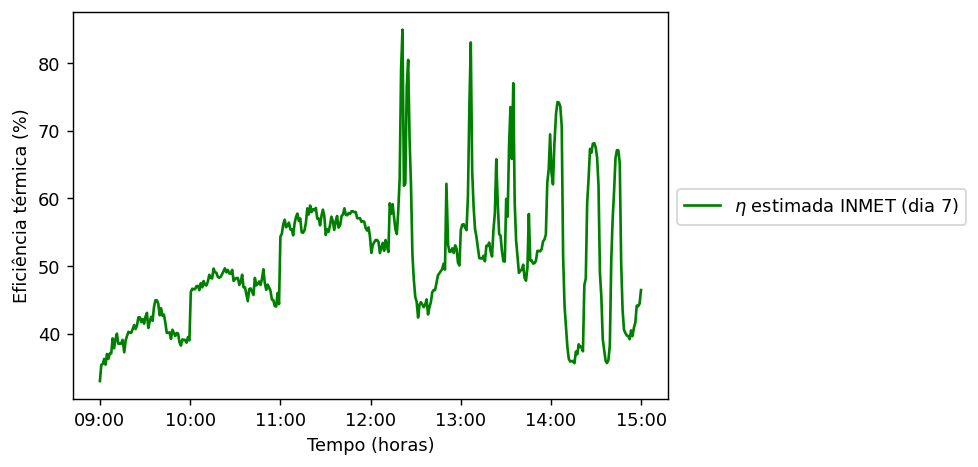 Eficiência térmica (%)
80
70
60
50
40
09:00 10:00 11:00 12:00 13:00 14:00 15:00
Tempo (horas)
η estimada INMET (dia 7)